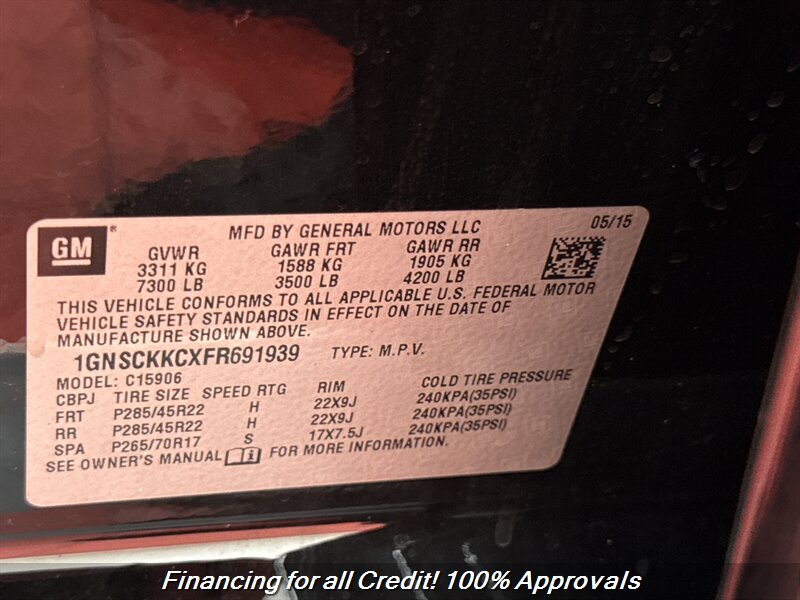 MFD BY GENERAL MOTORS LLC 05/15
GM®
GVWR GAWR FRT GAWR RR
3311 KG 1588 KG 1905 KG
7300 LB 3500 LB 4200 LB
THIS VEHICLE CONFORMS TO ALL APPLICABLE U.S. FEDERAL MOTOR
VEHICLE SAFETY STANDARDS IN EFFECT ON THE DATE OF
MANUFACTURE SHOWN ABOVE.
1GNSCKKCXFR691939 TYPE: M.P.V.
MODEL: C15906
CBPJ TIRE SIZE SPEED RTG RIM COLD TIRE PRESSURE
FRT P285/45R22 H 22X9J 240KPA(35PSI)
RR P285/45R22 H 22X9J 240KPA(35PSI)
SPA P265/70R17 S 17X7.5J 240KPA(35PSI)
SEE OWNER'S MANUAL FOR MORE INFORMATION.
Financing for all Credit! 100% Approvals